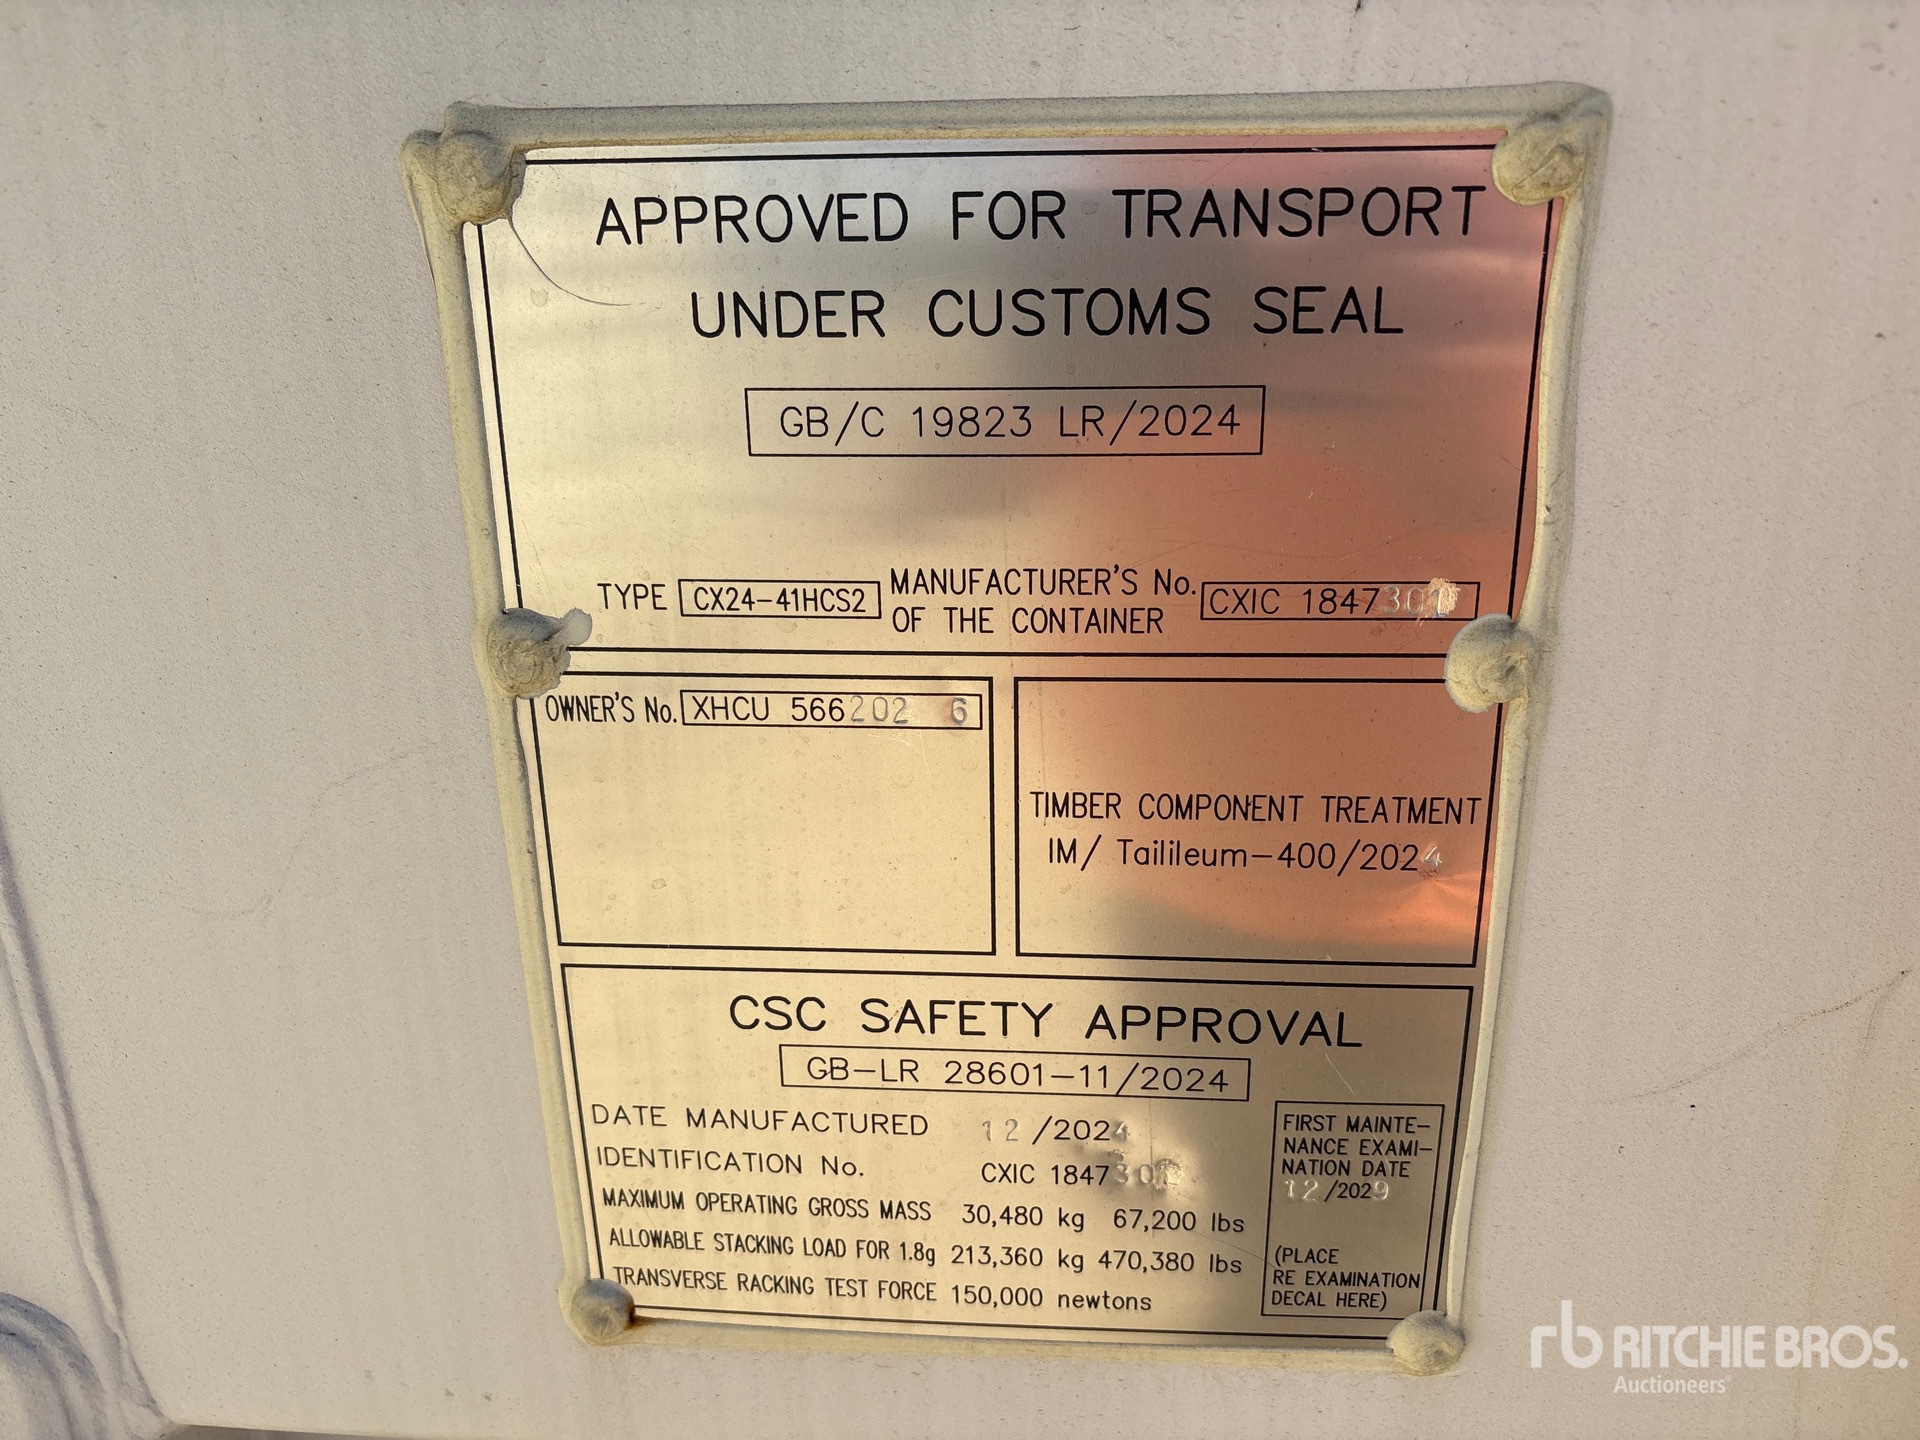 APPROVED FOR TRANSPORT
UNDER CUSTOMS SEAL
GB/C 19823 LR/2024
TYPE CX24-41HCS2 MANUFACTURER'S No. OF THE CONTAINER
OWNER'S No. XHCU 566202 6
TIMBER COMPONENT TREATMENT
IM/ Tailileum-400/2024
CSC SAFETY APPROVAL
GB-LR 28601-11/2024
DATE MANUFACTURED 12/2024
IDENTIFICATION No.
CXIC
MAXIMUM OPERATING GROSS MASS 30,480 kg 67,200 lbs
ALLOWABLE STACKING LOAD FOR 1.8g 213,360 kg 470,380 lbs
TRANSVERSE RACKING TEST FORCE 150,000 newtons
FIRST MAINTE-
NANCE EXAMI-
NATION DATE
12/2029
(PLACE
RE EXAMINATION
DECAL HERE)
rb RITCHIE BROS.
Auctioneers